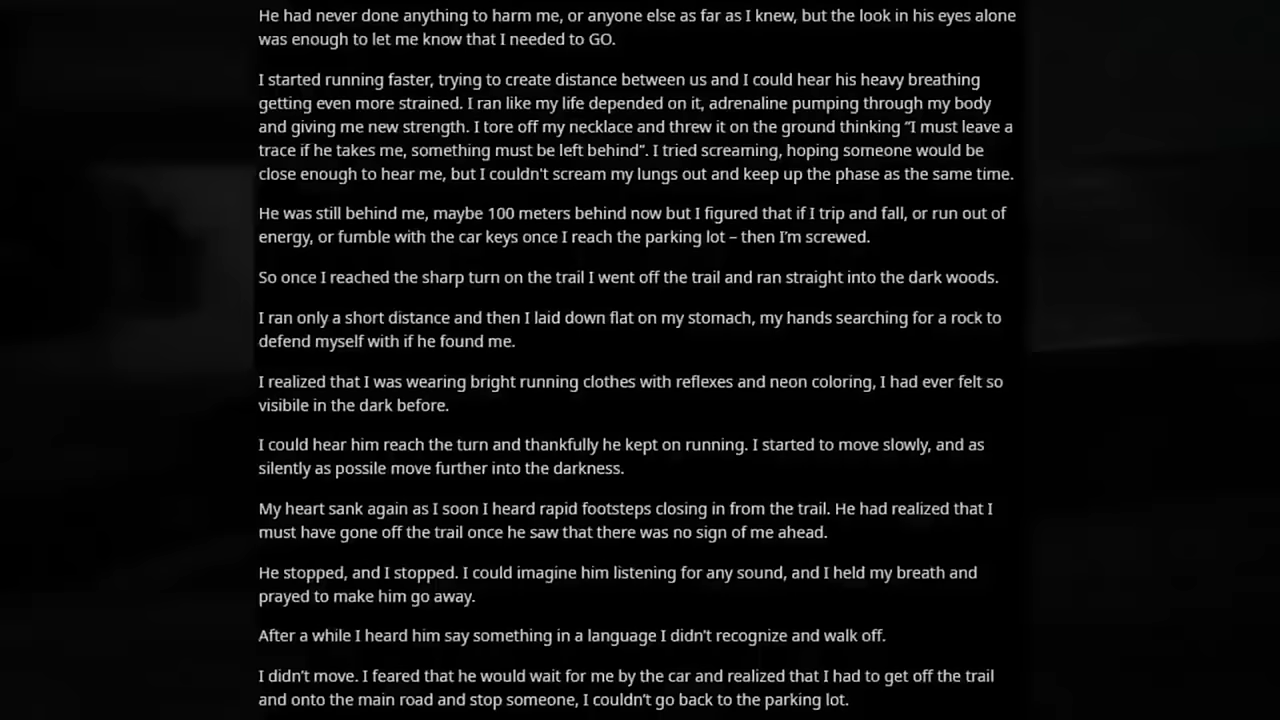 He had never done anything to harm me, or anyone else as far as I knew, but the look in his eyes alone
was enough to let me know that I needed to GO.
I started running faster, trying to create distance between us and I could hear his heavy breathing
getting even more strained. I ran like my life depended on it, adrenaline pumping through my body
and giving me new strength. I tore off my necklace and threw it on the ground thinking “I must leave a
trace if he takes me, something must be left behind“. I tried screaming, hoping someone would be
close enough to hear me, but I couldn't scream my lungs out and keep up the phase as the same time.
He was still behind me, maybe 100 meters behind now but I figured that if I trip and fall, or run out of
energy, or fumble with the car keys once I reach the parking lot – then I’m screwed.
So once I reached the sharp turn on the trail I went off the trail and ran straight into the dark woods.
I ran only a short distance and then I laid down flat on my stomach, my hands searching for a rock to
defend myself with if he found me.
I realized that I was wearing bright running clothes with reflexes and neon coloring, I had ever felt so
visibile in the dark before.
I could hear him reach the turn and thankfully he kept on running. I started to move slowly, and as
silently as possile move further into the darkness.
My heart sank again as I soon I heard rapid footsteps closing in from the trail. He had realized that I
must have gone off the trail once he saw that there was no sign of me ahead.
He stopped, and I stopped. I could imagine him listening for any sound, and I held my breath and
prayed to make him go away.
After a while I heard him say something in a language I didn’t recognize and walk off.
I didn’t move. I feared that he would wait for me by the car and realized that I had to get off the trail
and onto the main road and stop someone, I couldn’t go back to the parking lot.